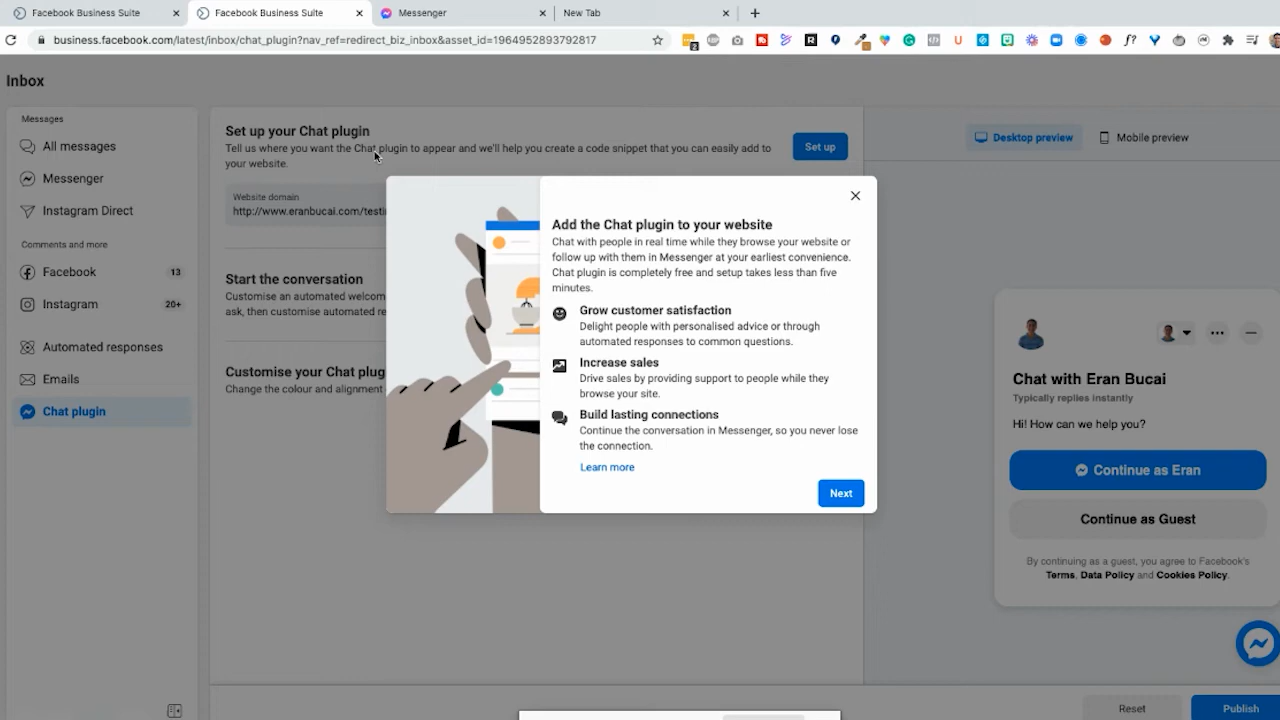 Facebook Business Suite
Facebook Business Suite
Messenger
New Tab
business.facebook.com/latest/inbox/chat_plugin?nav_ref=redirect_biz_inbox&asset_id=1964952893792817
Inbox
Messages
All messages
Messenger
Instagram Direct
Comments and more
Facebook 13
Instagram 20+
Automated responses
Emails
Chat plugin
Set up your Chat plugin
Tell us where you want the Chat plugin to appear and we'll help you create a code snippet that you can easily add to
your website.
Set up
Website domain
http://www.eranbucai.com/testi
Start the conversation
Customise an automated welcom
ask, then customise automated re
Customise your Chat plug
Change the colour and alignment
Add the Chat plugin to your website
Chat with people in real time while they browse your website or
follow up with them in Messenger at your earliest convenience.
Chat plugin is completely free and setup takes less than five
minutes.
Grow customer satisfaction
Delight people with personalised advice or through
automated responses to common questions.
Increase sales
Drive sales by providing support to people while they
browse your site.
Build lasting connections
Continue the conversation in Messenger, so you never lose
the connection.
Learn more
Next
Desktop preview
Mobile preview
Chat with Eran Bucai
Typically replies instantly
Hi! How can we help you?
Continue as Eran
Continue as Guest
By continuing as a guest, you agree to Facebook's
Terms, Data Policy and Cookies Policy.
Reset
Publish